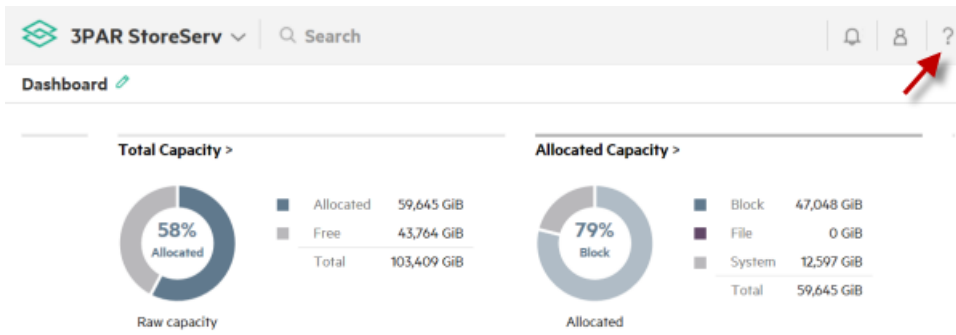 3PAR StoreServ Search ?
Dashboard
Total Capacity >
58%
Allocated
Allocated 59,645 GiB
Free 43,764 GiB
Total 103,409 GiB
Raw capacity
Allocated Capacity >
79%
Block
Block 47,048 GiB
File 0 GiB
System 12,597 GiB
Total 59,645 GiB
Allocated